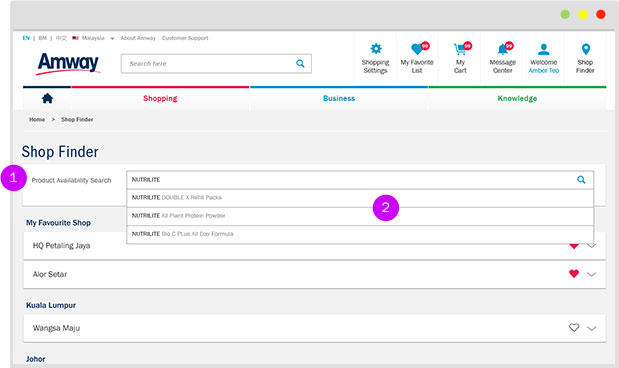 EN | BM | 中文 Malaysia About Amway Customer Support
Amway
Search here
Shopping Settings
99
My Favorite List
99
My Cart
99
Message Center
Welcome Amber Teo
Shop Finder
Shopping Business Knowledge
Home > Shop Finder
Shop Finder
1
Product Availability Search
NUTRILITE
NUTRILITE DOUBLE X Refill Packs
2
NUTRILITE All Plant Protein Powder
NUTRILITE Bio C PLus All Day Formula
My Favourite Shop
HQ Petaling Jaya
Alor Setar
Kuala Lumpur
Wangsa Maju
Johor